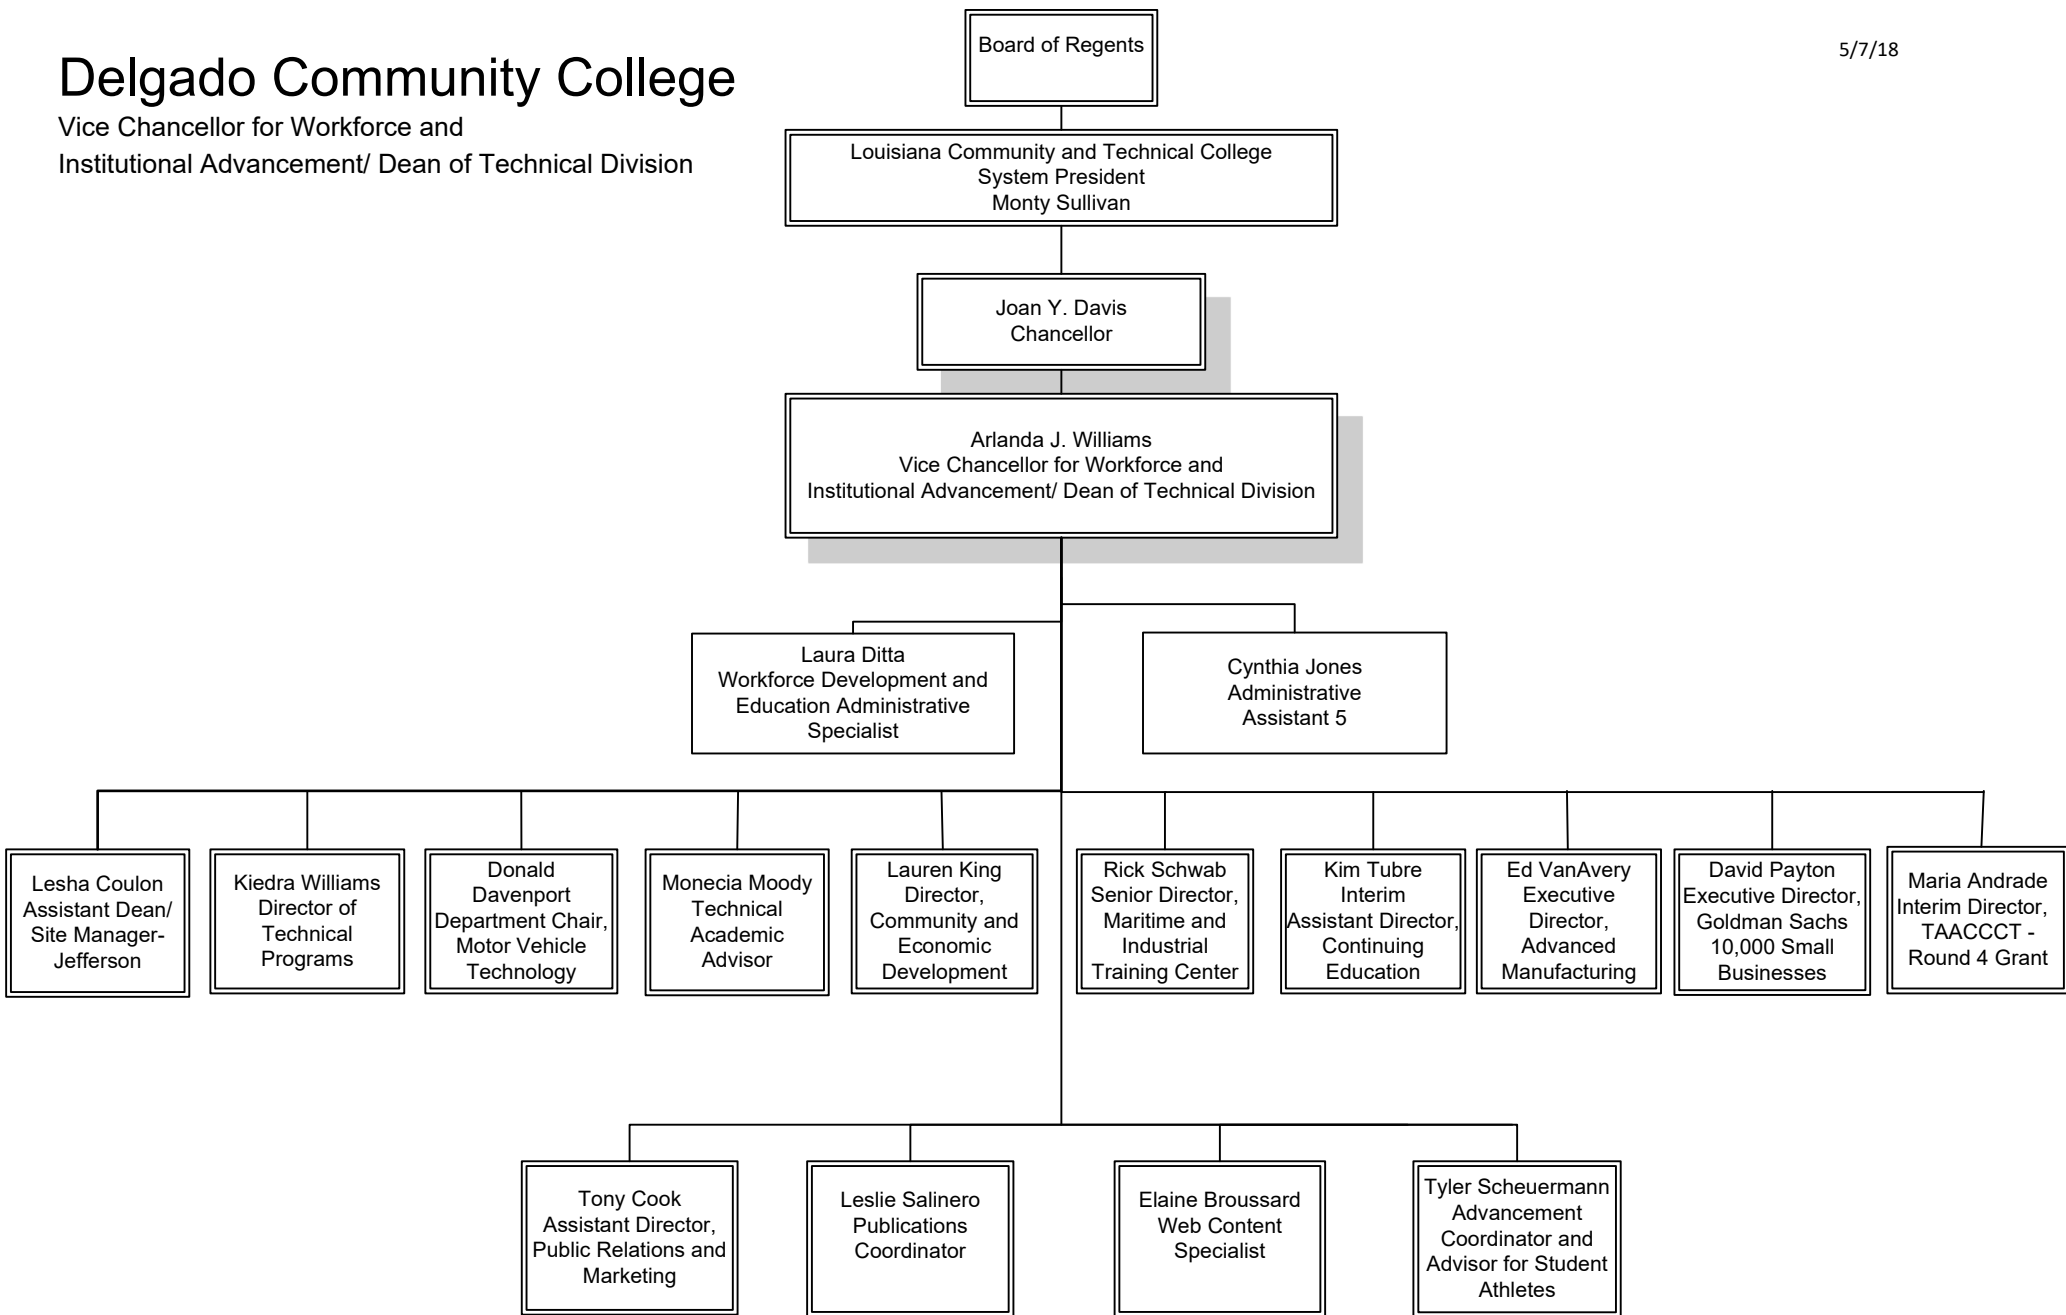 Delgado Community College
Vice Chancellor for Workforce and
Institutional Advancement/ Dean of Technical Division
5/7/18
Board of Regents
Louisiana Community and Technical College
System President
Monty Sullivan
Joan Y. Davis
Chancellor
Arlanda J. Williams
Vice Chancellor for Workforce and
Institutional Advancement/ Dean of Technical Division
Laura Ditta
Workforce Development and
Education Administrative
Specialist
Cynthia Jones
Administrative
Assistant 5
Lesha Coulon
Assistant Dean/
Site Manager-
Jefferson
Kiedra Williams
Director of
Technical
Programs
Donald
Davenport
Department Chair,
Motor Vehicle
Technology
Monecia Moody
Technical
Academic
Advisor
Lauren King
Director,
Community and
Economic
Development
Rick Schwab
Senior Director,
Maritime and
Industrial
Training Center
Kim Tubre
Interim
Assistant Director,
Continuing
Education
Ed VanAvery
Executive
Director,
Advanced
Manufacturing
David Payton
Executive Director,
Goldman Sachs
10,000 Small
Businesses
Maria Andrade
Interim Director,
TAACCCT -
Round 4 Grant
Tony Cook
Assistant Director,
Public Relations and
Marketing
Leslie Salinero
Publications
Coordinator
Elaine Broussard
Web Content
Specialist
Tyler Scheuermann
Advancement
Coordinator and
Advisor for Student
Athletes